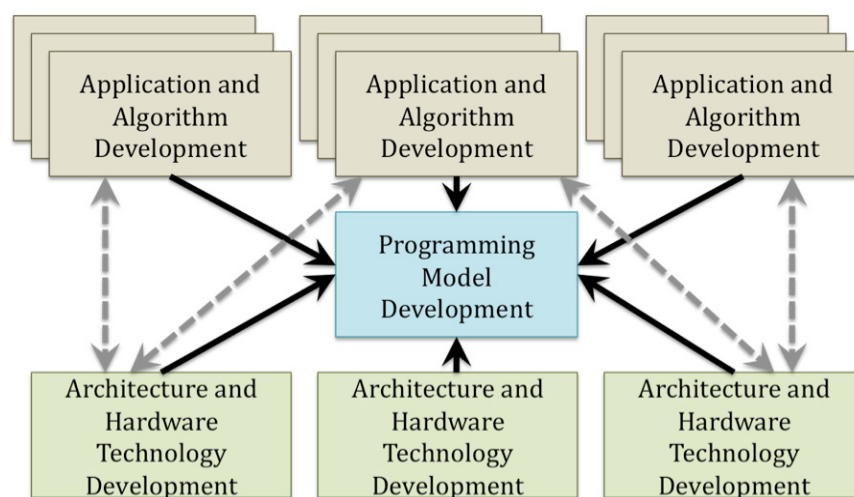 Application and
Algorithm
Development
Application and
Algorithm
Development
Application and
Algorithm
Development
Programming
Model
Development
Architecture and
Hardware
Technology
Development
Architecture and
Hardware
Technology
Development
Architecture and
Hardware
Technology
Development